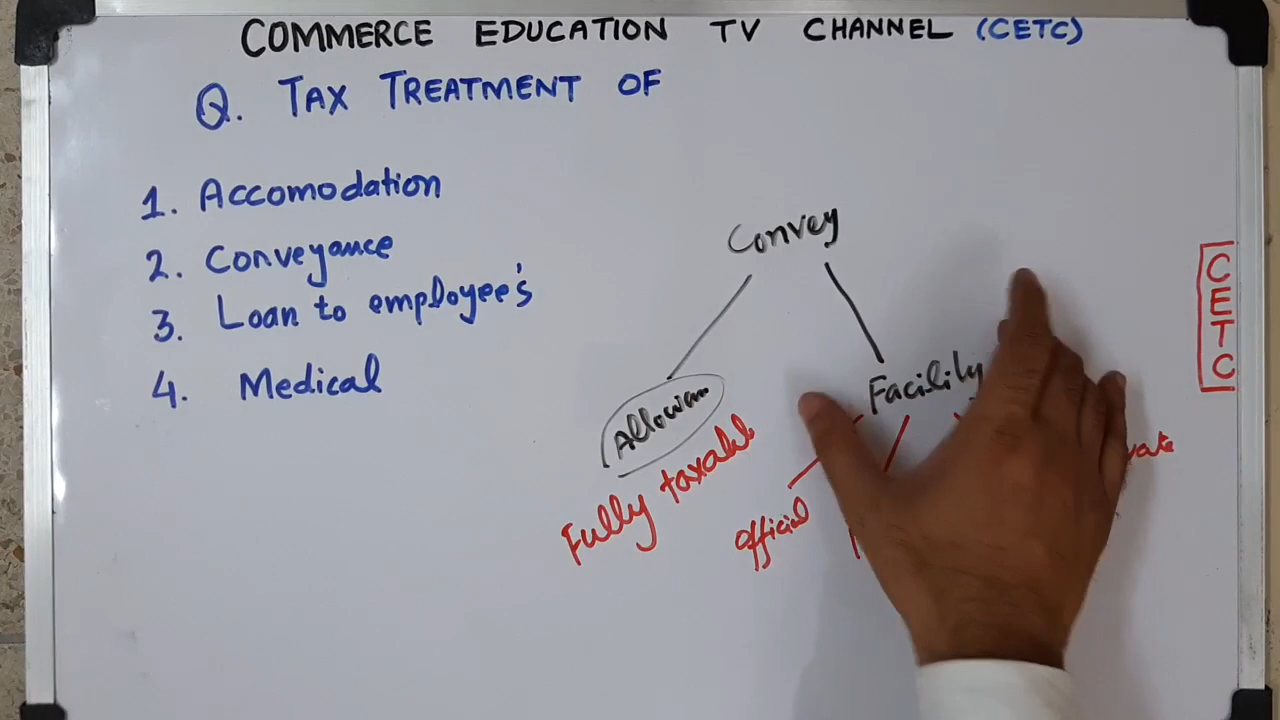 COMMERCE EDUCATION TV CHANNEL (CETC)
Q. TAX TREATMENT OF
1. Accomodation
2. Conveyance
3. Loan to employee's
4. Medical
Convey
Allowan
Facility
Fully taxable
official
CETC